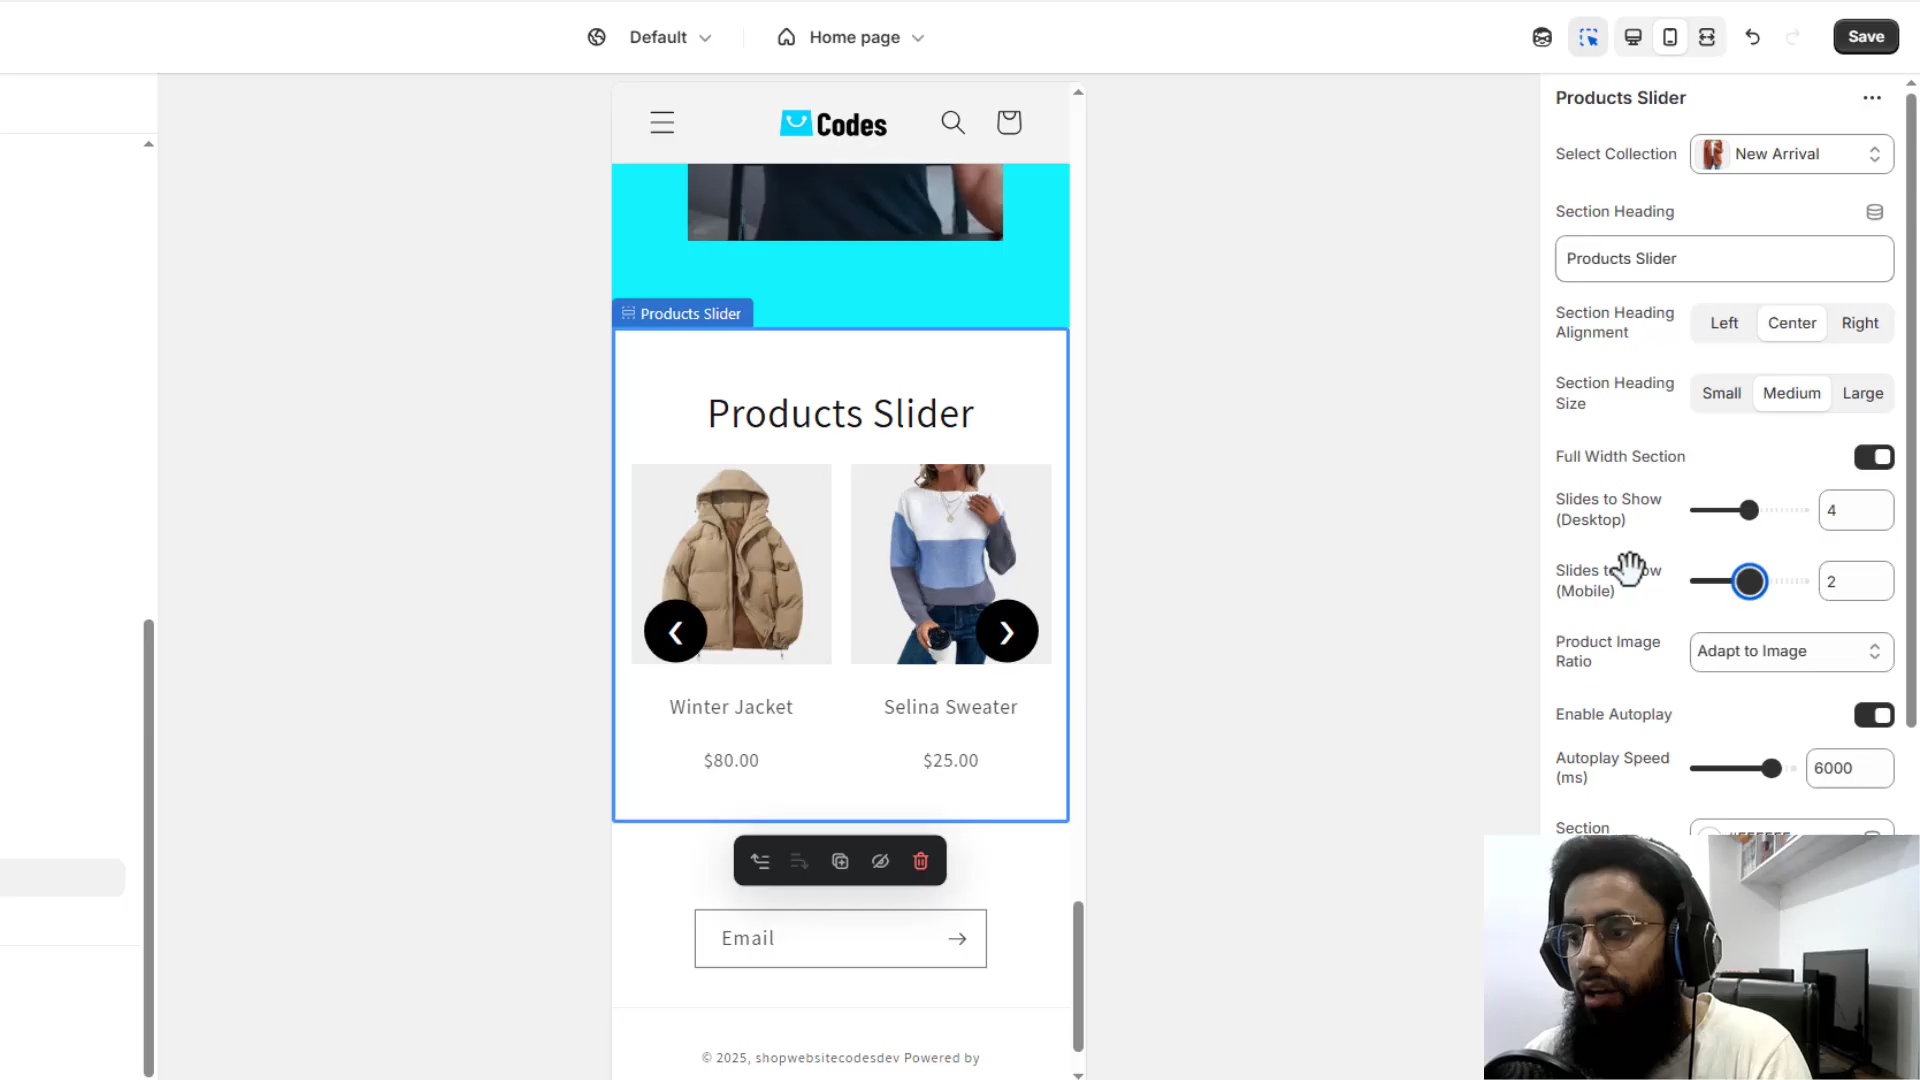 Default
Home page
Save
Codes
Products Slider
Products Slider
Winter Jacket
Selina Sweater
$80.00
$25.00
Email
© 2025, shopwebsitecodesdev Powered by
Products Slider
Select Collection
New Arrival
Section Heading
Products Slider
Section Heading
Alignment
Left
Center
Right
Section Heading
Size
Small
Medium
Large
Full Width Section
Slides to Show
(Desktop)
4
Slides
(Mobile)
2
Product Image
Ratio
Adapt to Image
Enable Autoplay
Autoplay Speed
(ms)
6000
Section